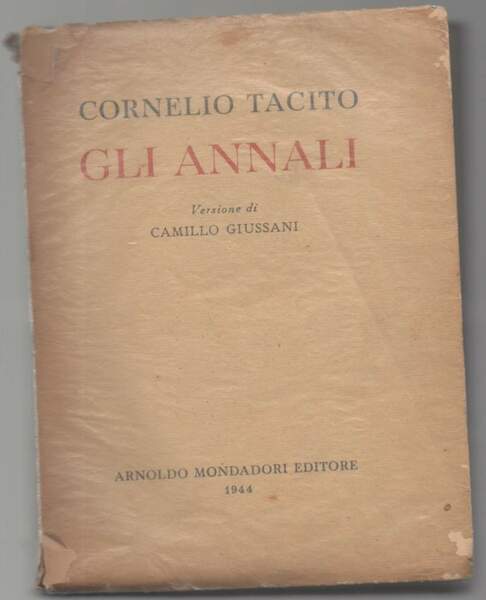 CORNELIO TACITO
GLI ANNALI
Versione di
CAMILLO GIUSSANI
ARNOLDO MONDADORI EDITORE
1944